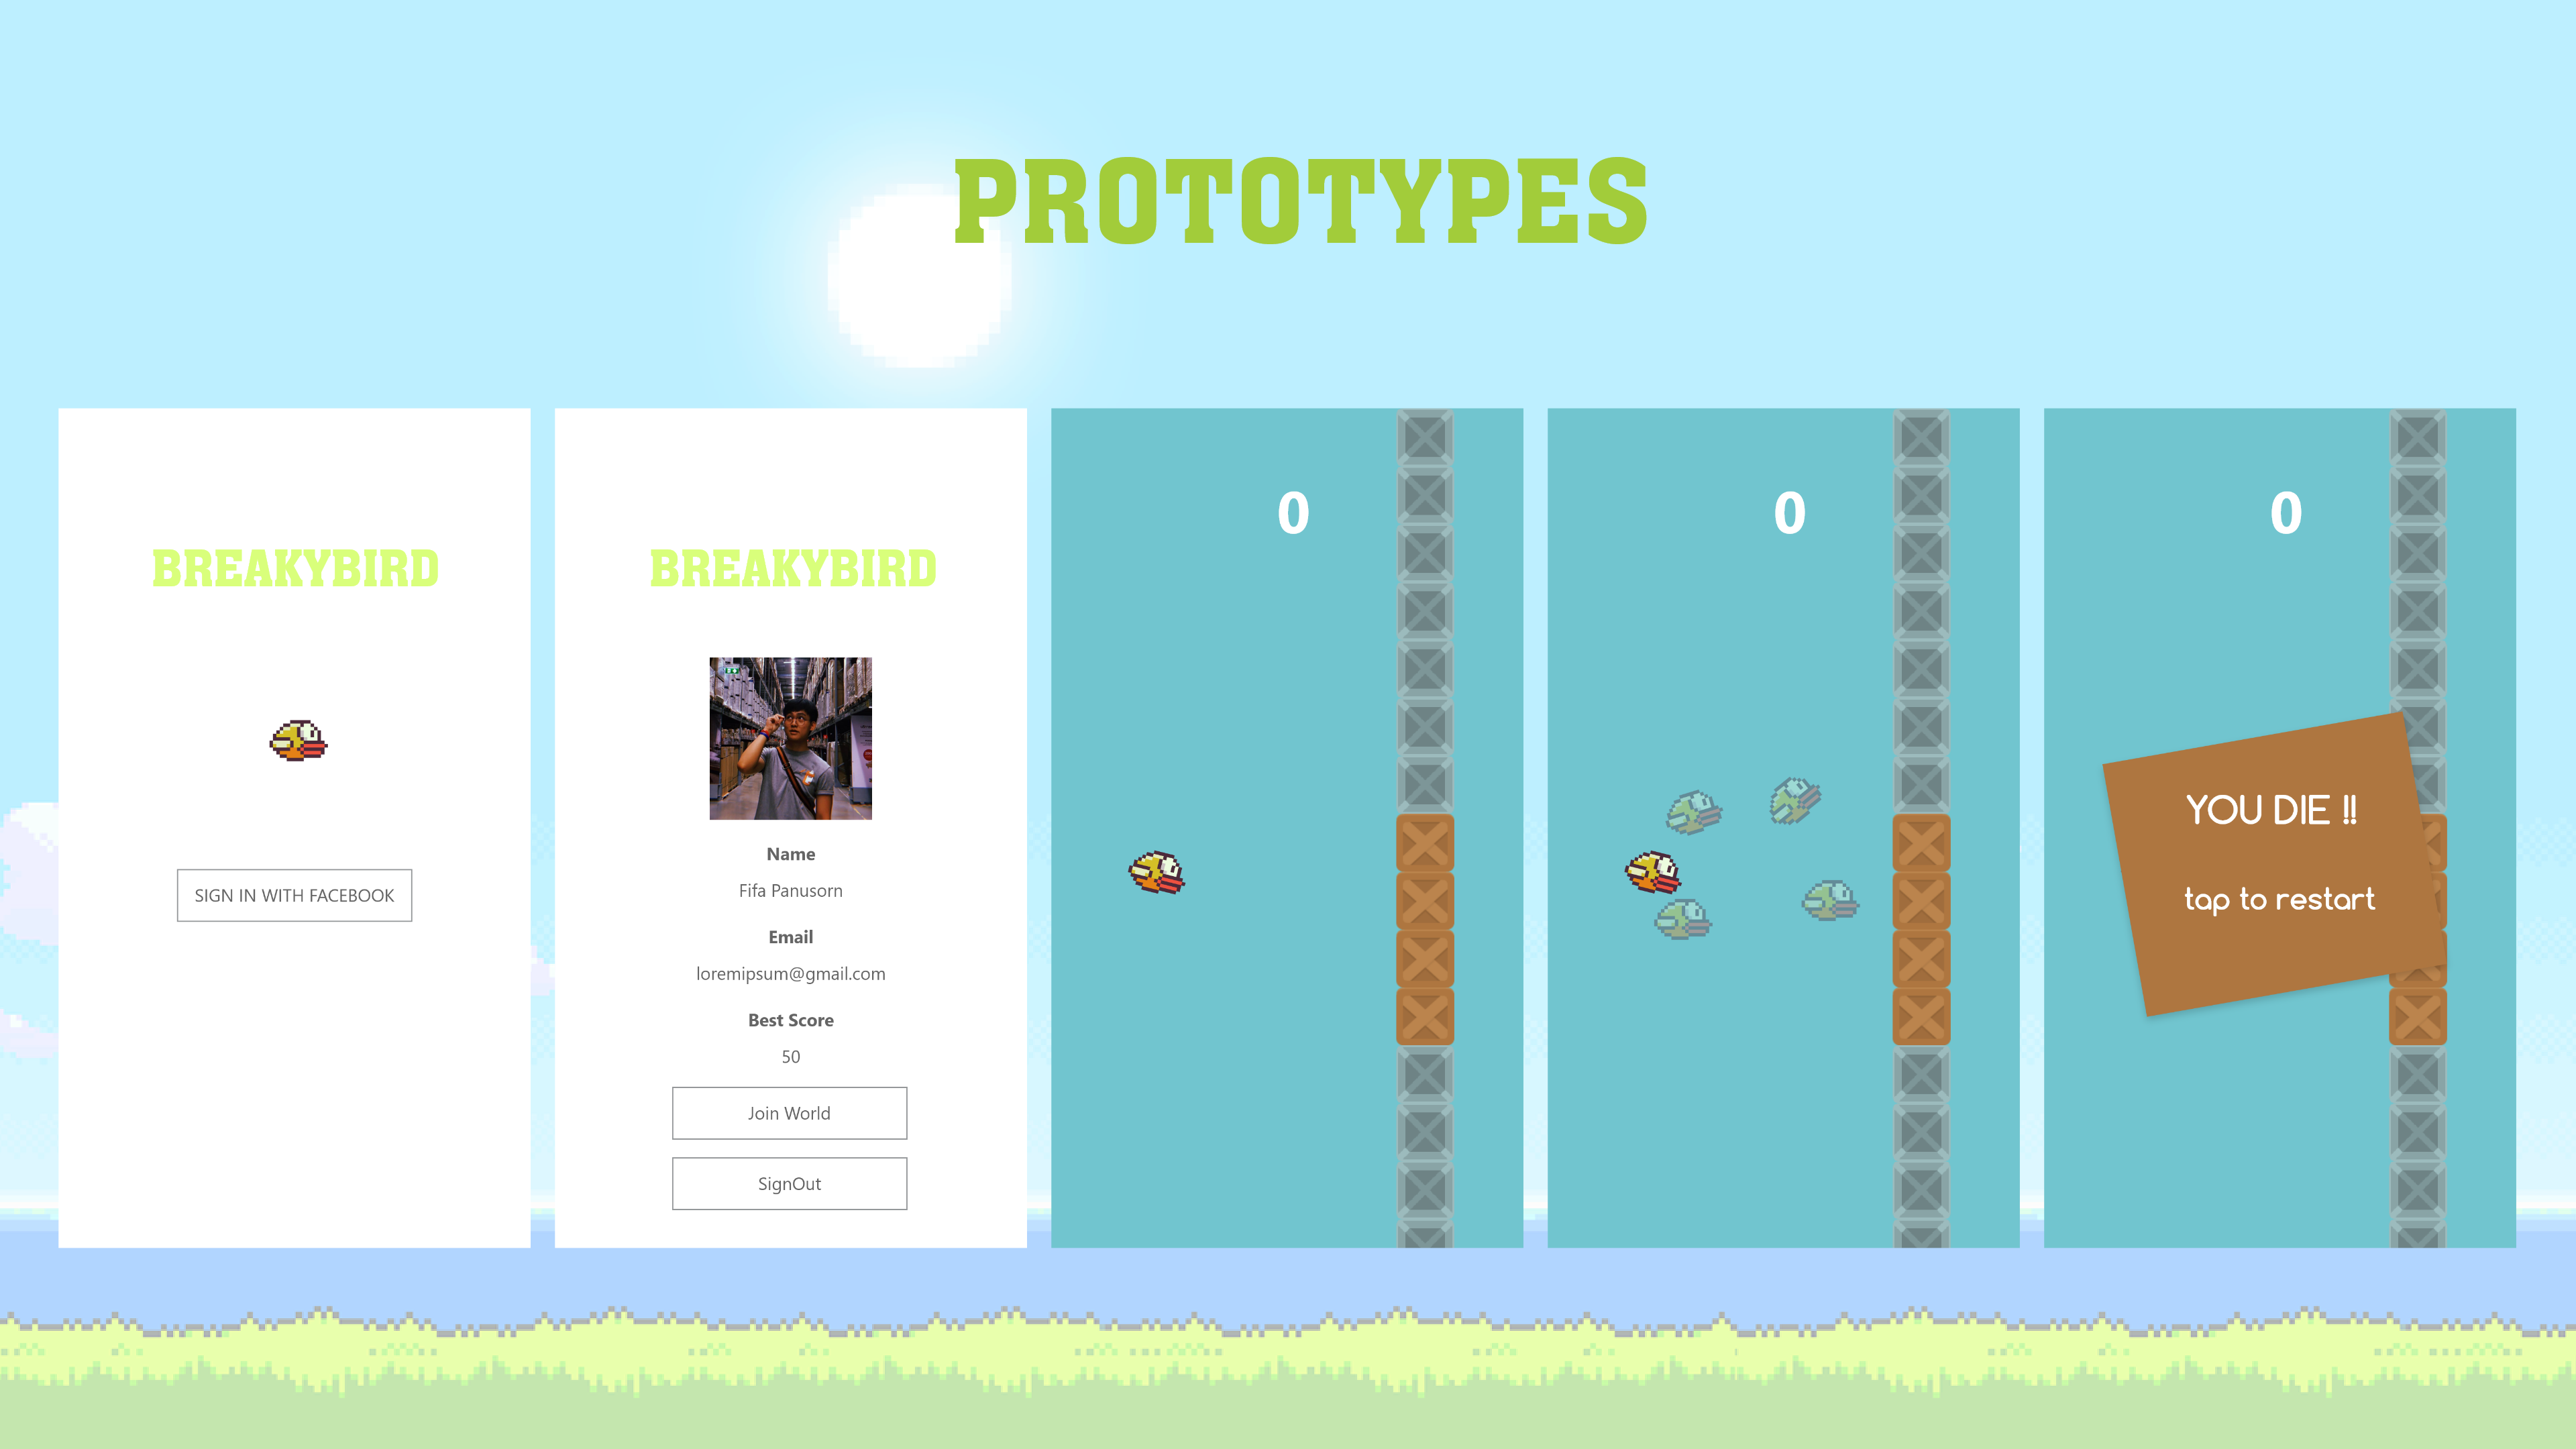 PROTOTYPES
BREAKYBIRD
SIGN IN WITH FACEBOOK
BREAKYBIRD
Name
Fifa Panusorn
Email
loremipsum@gmail.com
Best Score
50
Join World
SignOut
0
0
0
YOU DIE !!
tap to restart